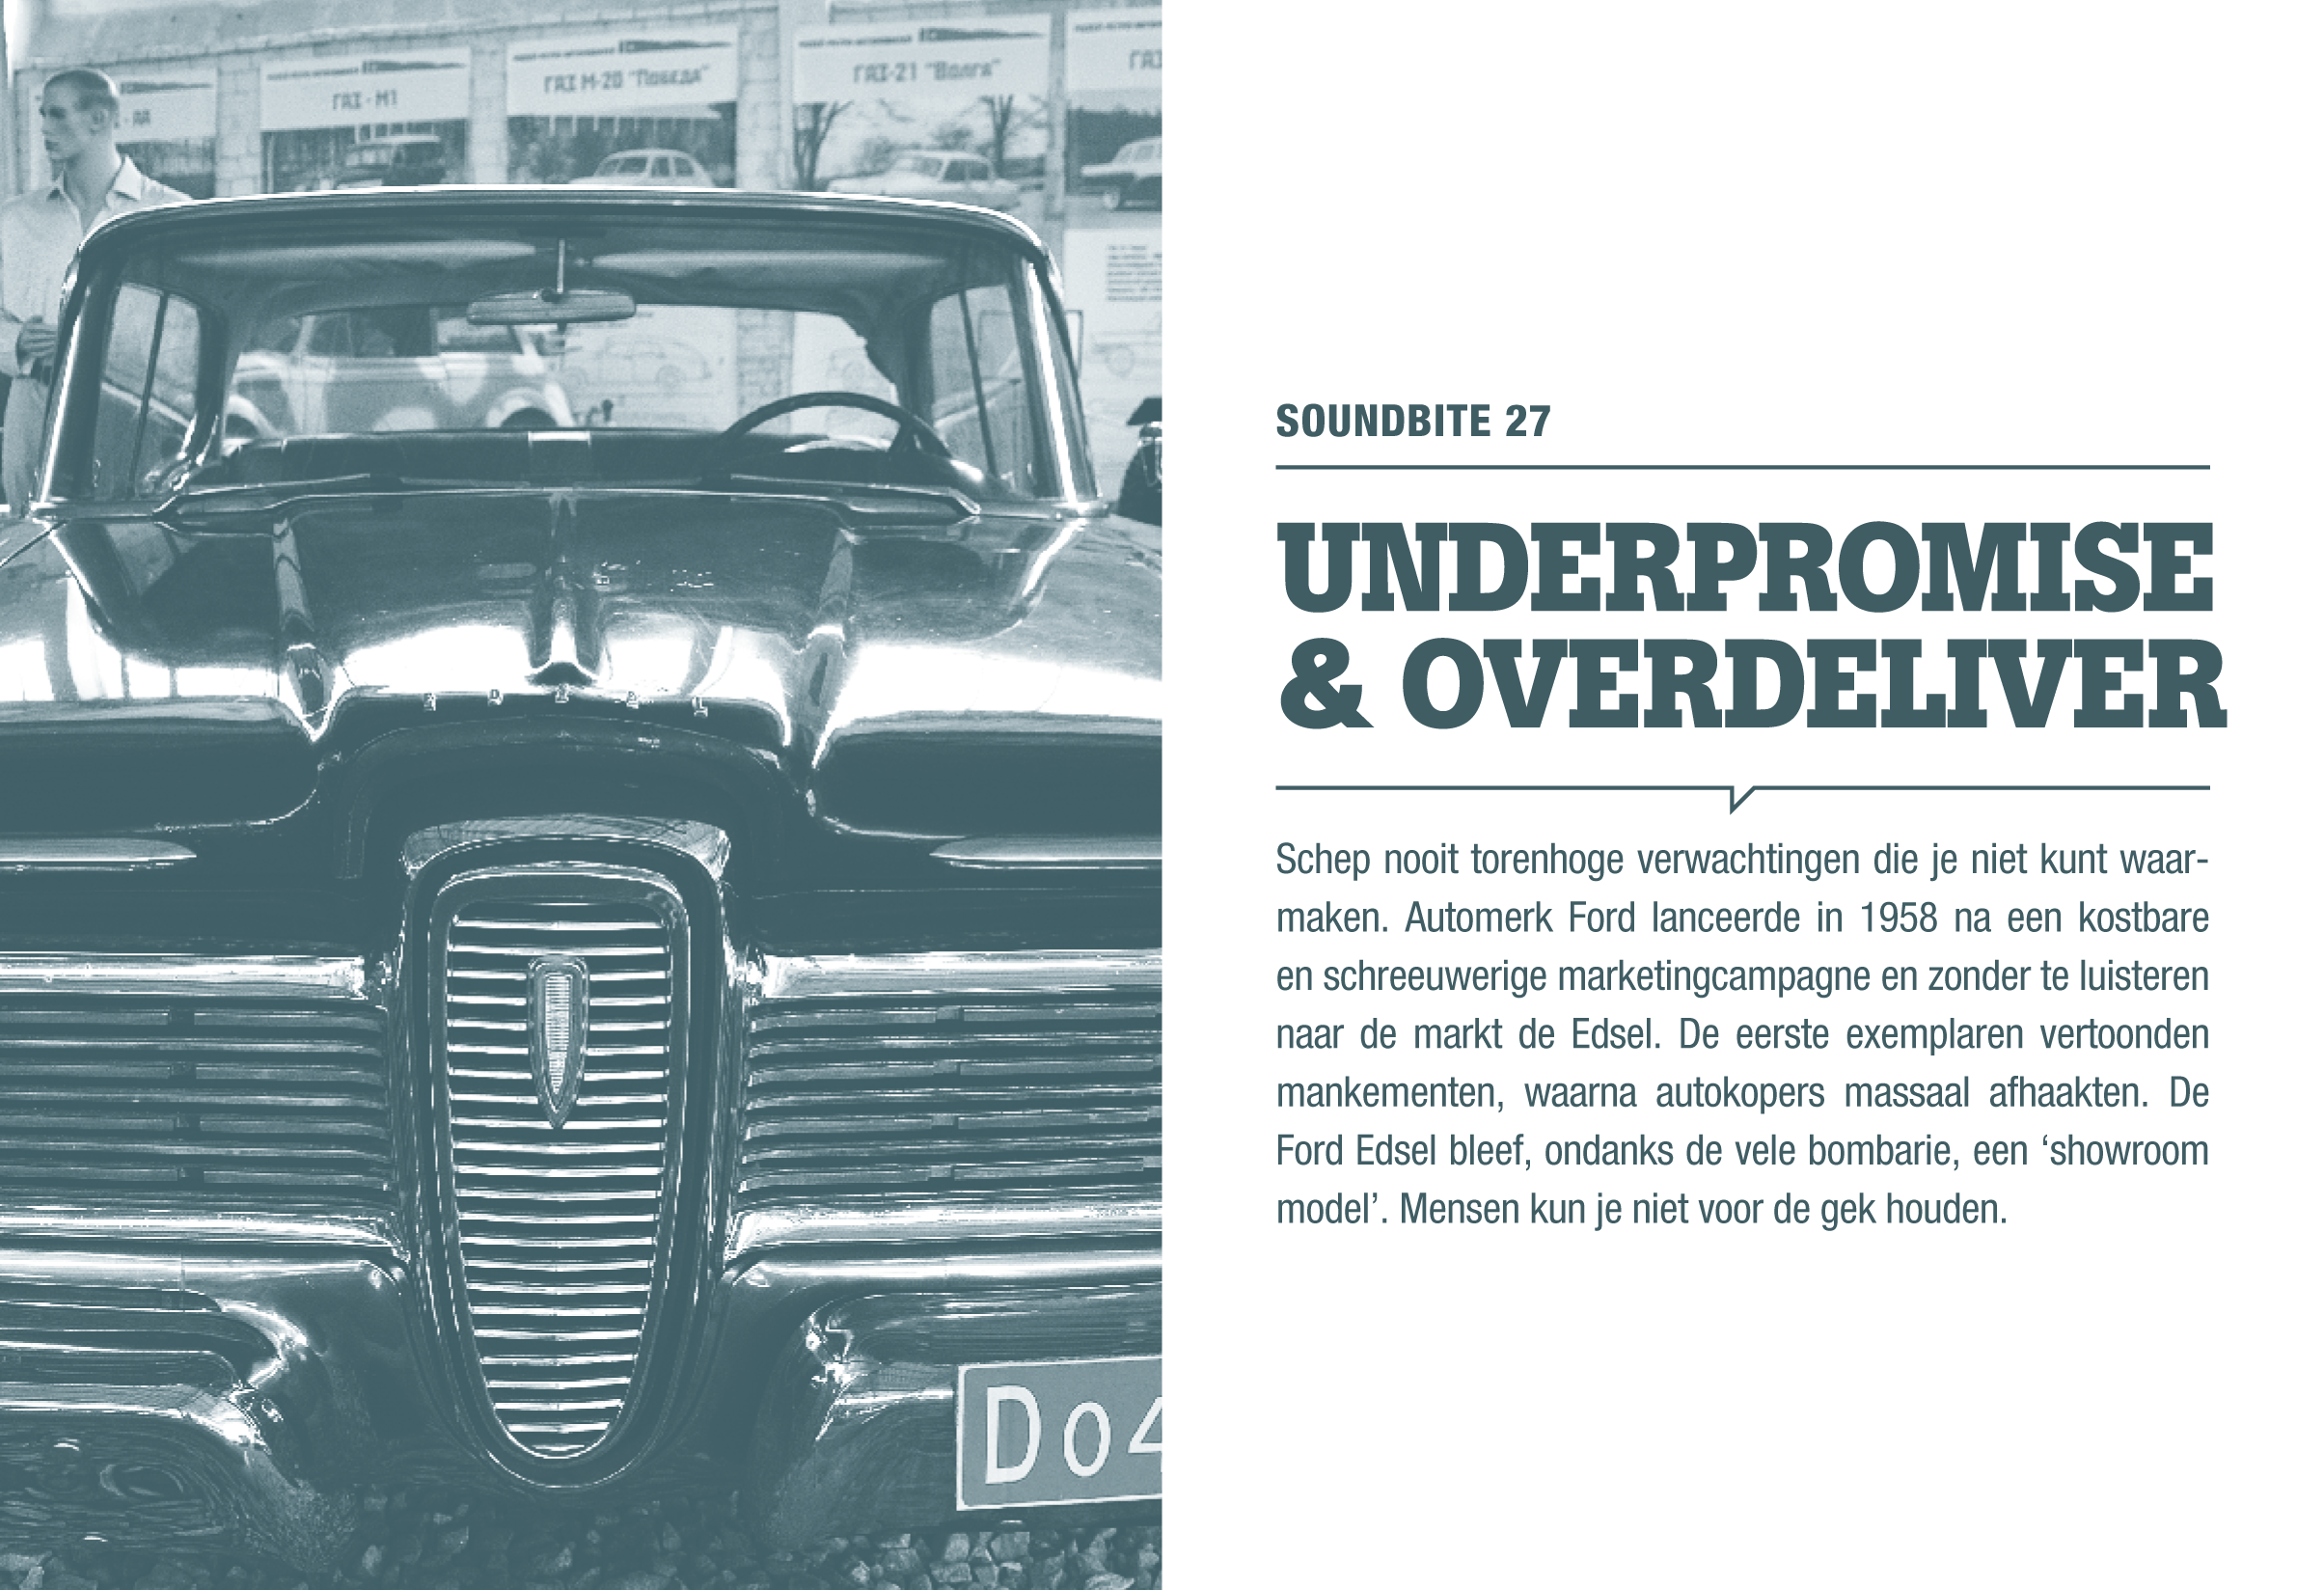 ГАЗ - М1
ГАЗ М-20 "ПОБЕДА"
ГАЗ-21 "Волга"
ГАЗ
- АА
EDSEL
Do4
SOUNDBITE 27
UNDERPROMISE
& OVERDELIVER
Schep nooit torenhoge verwachtingen die je niet kunt waar-
maken. Automerk Ford lanceerde in 1958 na een kostbare
en schreeuwerige marketingcampagne en zonder te luisteren
naar de markt de Edsel. De eerste exemplaren vertoonden
mankementen, waarna autokopers massaal afhaakten. De
Ford Edsel bleef, ondanks de vele bombarie, een ‘showroom
model’. Mensen kun je niet voor de gek houden.